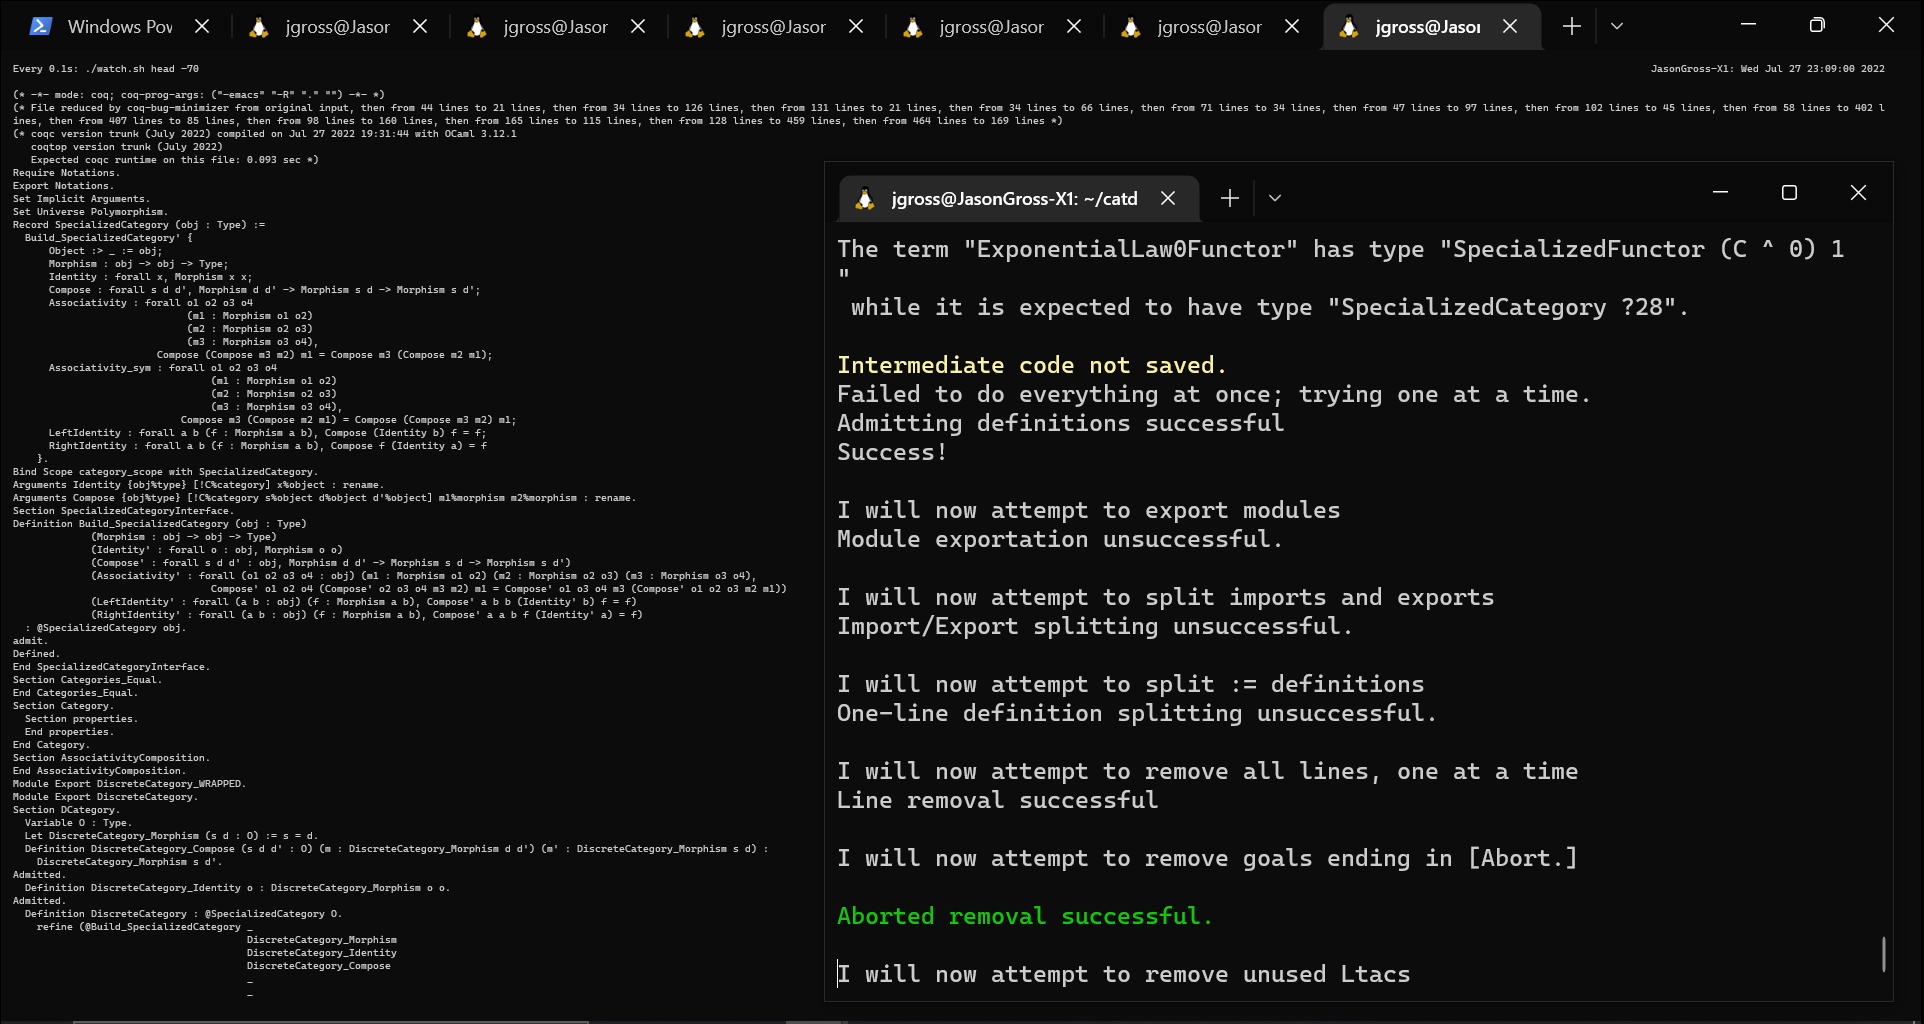 Windows Pow
jgross@Jason
jgross@Jason
jgross@Jason
jgross@Jason
jgross@Jason
jgross@Jason
Every 0.1s: ./watch.sh head -70
JasonGross-X1: Wed Jul 27 23:09:00 2022
(* -*- mode: coq; coq-prog-args: ("-emacs" "-R" "." "") -*- *)
(* File reduced by coq-bug-minimizer from original input, then from 44 lines to 21 lines, then from 34 lines to 126 lines, then from 131 lines to 21 lines, then from 34 lines to 66 lines, then from 71 lines to 34 lines, then from 47 lines to 97 lines, then from 102 lines to 45 lines, then from 58 lines to 402 l
ines, then from 407 lines to 85 lines, then from 98 lines to 160 lines, then from 165 lines to 115 lines, then from 128 lines to 459 lines, then from 464 lines to 169 lines *)
(* coqc version trunk (July 2022) compiled on Jul 27 2022 19:31:44 with OCaml 3.12.1
coqtop version trunk (July 2022)
Expected coqc runtime on this file: 0.093 sec *)
Require Notations.
Export Notations.
Set Implicit Arguments.
Set Universe Polymorphism.
Record SpecializedCategory (obj : Type) :=
Build_SpecializedCategory' {
Object :> _ := obj;
Morphism : obj -> obj -> Type;
Identity : forall x, Morphism x x;
Compose : forall s d d', Morphism d d' -> Morphism s d -> Morphism s d';
Associativity : forall o1 o2 o3 o4
(m1 : Morphism o1 o2)
(m2 : Morphism o2 o3)
(m3 : Morphism o3 o4),
Compose (Compose m3 m2) m1 = Compose m3 (Compose m2 m1);
Associativity_sym : forall o1 o2 o3 o4
(m1 : Morphism o1 o2)
(m2 : Morphism o2 o3)
(m3 : Morphism o3 o4),
Compose m3 (Compose m2 m1) = Compose (Compose m3 m2) m1;
LeftIdentity : forall a b (f : Morphism a b), Compose (Identity b) f = f;
RightIdentity : forall a b (f : Morphism a b), Compose f (Identity a) = f
}.
Bind Scope category_scope with SpecializedCategory.
Arguments Identity {obj%type} [!C%category] x%object : rename.
Arguments Compose {obj%type} [!C%category s%object d%object d'%object] m1%morphism m2%morphism : rename.
Section SpecializedCategoryInterface.
Definition Build_SpecializedCategory (obj : Type)
(Morphism : obj -> obj -> Type)
(Identity' : forall o : obj, Morphism o o)
(Compose' : forall s d d' : obj, Morphism d d' -> Morphism s d -> Morphism s d')
(Associativity' : forall (o1 o2 o3 o4 : obj) (m1 : Morphism o1 o2) (m2 : Morphism o2 o3) (m3 : Morphism o3 o4),
Compose' o1 o2 o4 (Compose' o2 o3 o4 m3 m2) m1 = Compose' o1 o3 o4 m3 (Compose' o1 o2 o3 m2 m1))
(LeftIdentity' : forall (a b : obj) (f : Morphism a b), Compose' a b b (Identity' b) f = f)
(RightIdentity' : forall (a b : obj) (f : Morphism a b), Compose' a a b f (Identity' a) = f)
: @SpecializedCategory obj.
admit.
Defined.
End SpecializedCategoryInterface.
Section Categories_Equal.
End Categories_Equal.
Section Category.
Section properties.
End properties.
End Category.
Section AssociativityComposition.
End AssociativityComposition.
Module Export DiscreteCategory_WRAPPED.
Module Export DiscreteCategory.
Section DCategory.
Variable O : Type.
Let DiscreteCategory_Morphism (s d : O) := s = d.
Definition DiscreteCategory_Compose (s d d' : O) (m : DiscreteCategory_Morphism d d') (m' : DiscreteCategory_Morphism s d) :
DiscreteCategory_Morphism s d'.
Admitted.
Definition DiscreteCategory_Identity o : DiscreteCategory_Morphism o o.
Admitted.
Definition DiscreteCategory : @SpecializedCategory O.
refine (@Build_SpecializedCategory _
DiscreteCategory_Morphism
DiscreteCategory_Identity
DiscreteCategory_Compose
_
_
jgross@JasonGross-X1: ~/catd
The term "ExponentialLaw0Functor" has type "SpecializedFunctor (C ^ 0) 1
"
while it is expected to have type "SpecializedCategory ?28".
Intermediate code not saved.
Failed to do everything at once; trying one at a time.
Admitting definitions successful
Success!
I will now attempt to export modules
Module exportation unsuccessful.
I will now attempt to split imports and exports
Import/Export splitting unsuccessful.
I will now attempt to split := definitions
One-line definition splitting unsuccessful.
I will now attempt to remove all lines, one at a time
Line removal successful
I will now attempt to remove goals ending in [Abort.]
Aborted removal successful.
I will now attempt to remove unused Ltacs